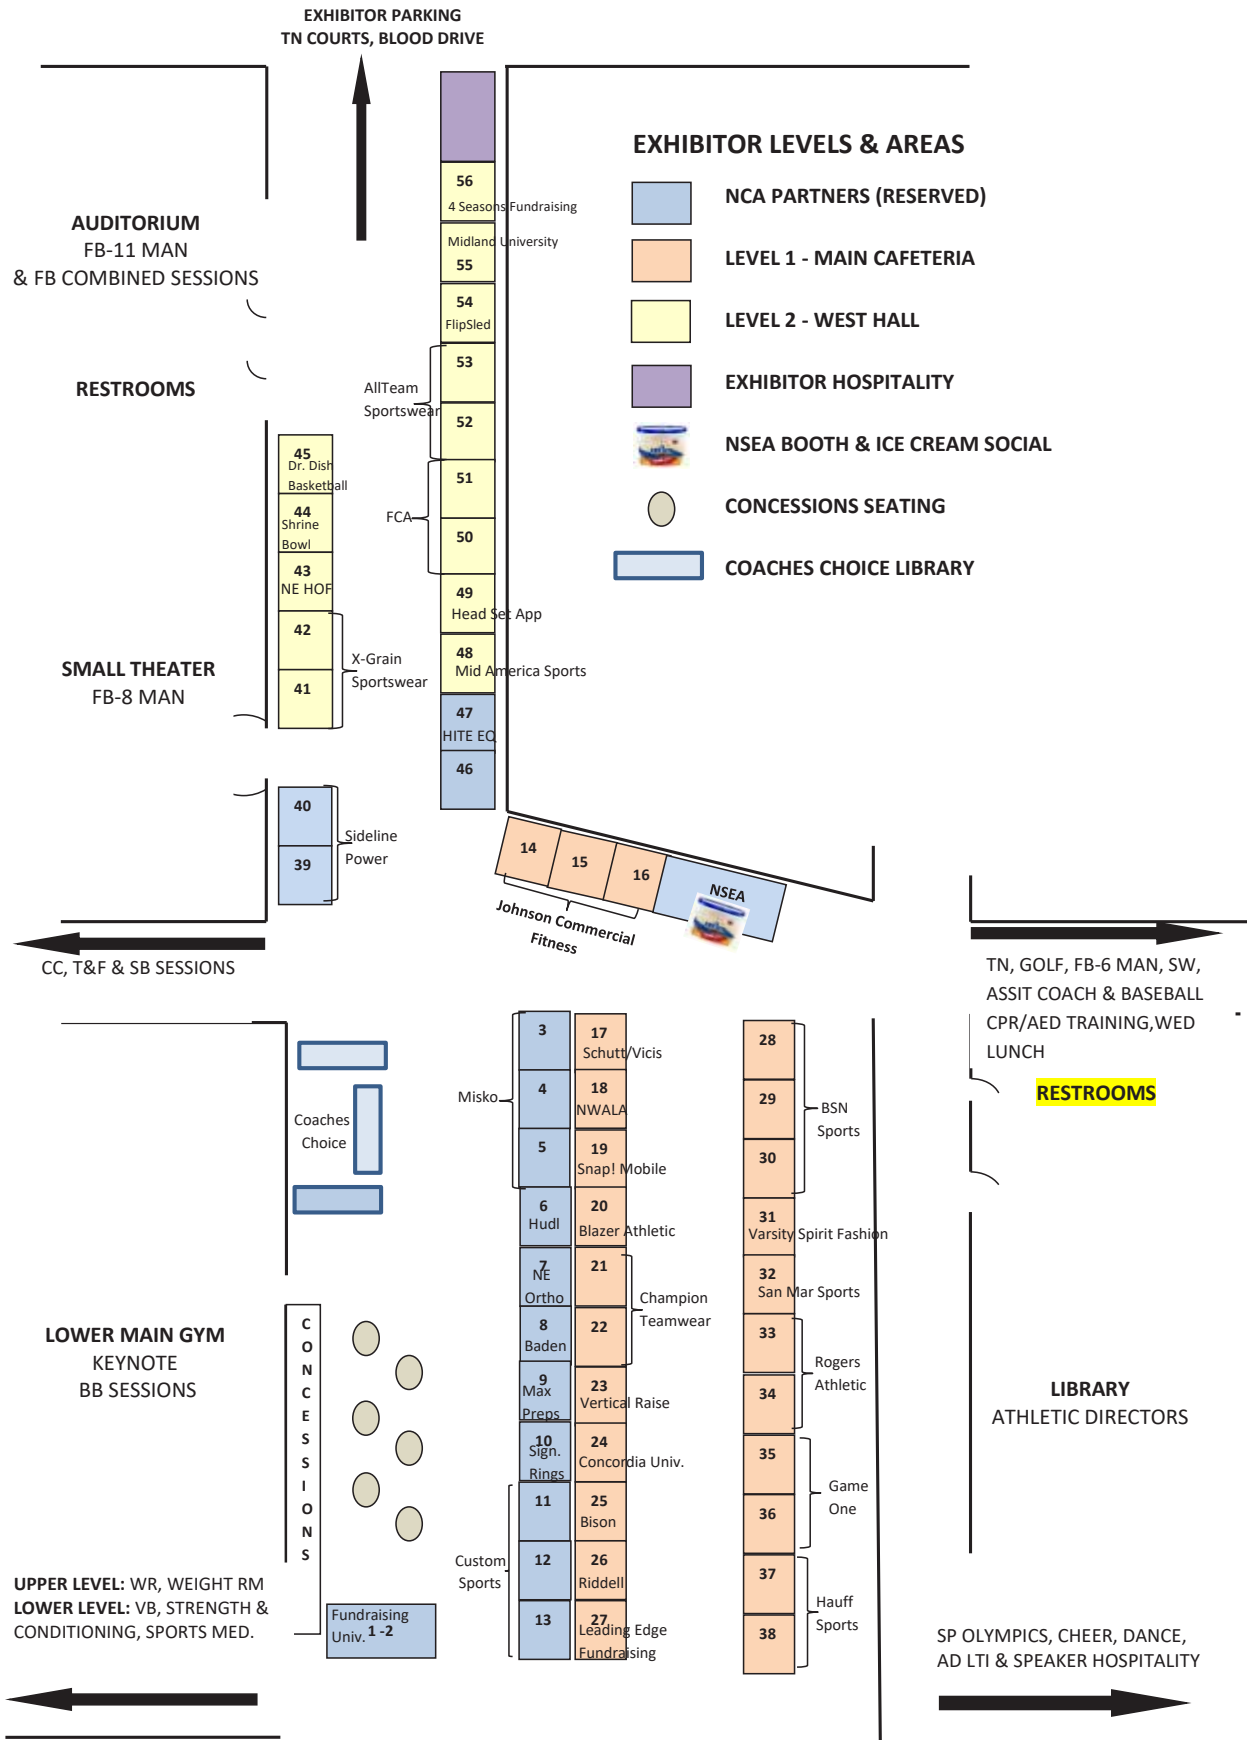 EXHIBITOR PARKING
TN COURTS, BLOOD DRIVE
EXHIBITOR LEVELS & AREAS
NCA PARTNERS (RESERVED)
LEVEL 1 - MAIN CAFETERIA
LEVEL 2 - WEST HALL
EXHIBITOR HOSPITALITY
NSEA BOOTH & ICE CREAM SOCIAL
CONCESSIONS SEATING
COACHES CHOICE LIBRARY
AUDITORIUM
FB-11 MAN
& FB COMBINED SESSIONS
RESTROOMS
SMALL THEATER
FB-8 MAN
56
4 Seasons Fundraising
Midland University
55
54
FlipSled
53
AllTeam
Sportswear
52
51
FCA
50
49
Head Set App
48
Mid America Sports
47
HITE EQ
46
45
Dr. Dish
Basketball
44
Shrine
Bowl
43
NE HOF
42
X-Grain
Sportswear
41
40
Sideline
Power
39
14
15
16
NSEA
Johnson Commercial
Fitness
CC, T&F & SB SESSIONS
TN, GOLF, FB-6 MAN, SW,
ASSIT COACH & BASEBALL
CPR/AED TRAINING,WED
LUNCH
-
RESTROOMS
Coaches
Choice
Misko
3
4
5
6
Hudl
7
NE
Ortho
8
Baden
9
Max
Preps
10
Sign.
Rings
11
12
13
Custom
Sports
17
Schutt/Vicis
18
NWALA
19
Snap! Mobile
20
Blazer Athletic
21
22
Champion
Teamwear
23
Vertical Raise
24
Concordia Univ.
25
Bison
26
Riddell
27
Leading Edge
Fundraising
28
29
30
BSN
Sports
31
Varsity Spirit Fashion
32
San Mar Sports
33
34
Rogers
Athletic
35
36
Game
One
37
38
Hauff
Sports
LOWER MAIN GYM
KEYNOTE
BB SESSIONS
CONCESSIONS
LIBRARY
ATHLETIC DIRECTORS
UPPER LEVEL: WR, WEIGHT RM
LOWER LEVEL: VB, STRENGTH &
CONDITIONING, SPORTS MED.
Fundraising
Univ. 1 -2
SP OLYMPICS, CHEER, DANCE,
AD LTI & SPEAKER HOSPITALITY